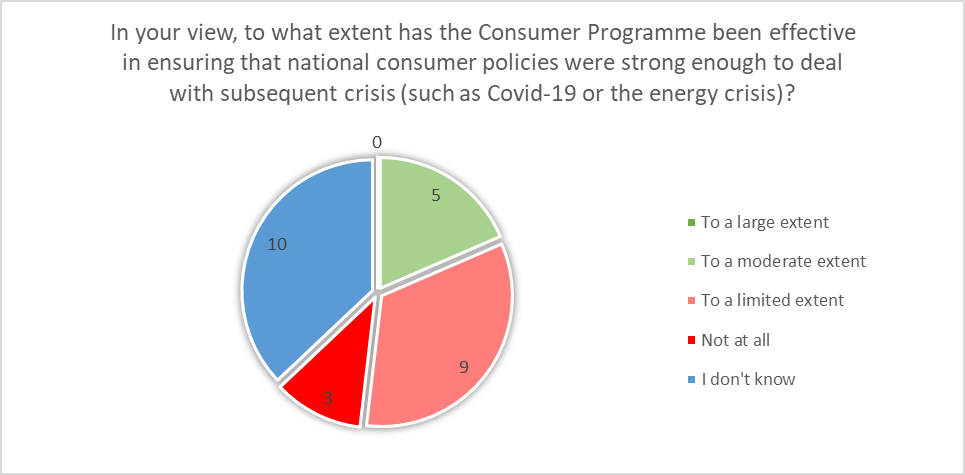 In your view, to what extent has the Consumer Programme been effective
in ensuring that national consumer policies were strong enough to deal
with subsequent crisis (such as Covid-19 or the energy crisis)?
0
5
10
9
3
To a large extent
To a moderate extent
To a limited extent
Not at all
I don't know